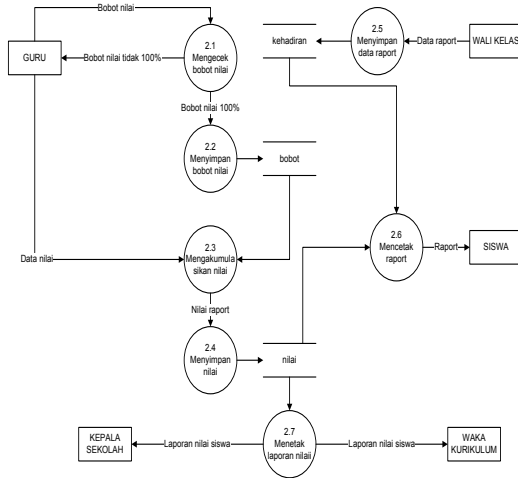 Bobot nilai
GURU
Bobot nilai tidak 100%
2.1
Mengecek
bobot nilai
kehadiran
2.5
Menyimpan
data raport
Data raport
WALI KELAS
Bobot nilai 100%
2.2
Menyimpan
bobot nilai
bobot
Data nilai
2.3
Mengakumula
sikan nilai
2.6
Mencetak
raport
Raport
SISWA
Nilai raport
2.4
Menyimpan
nilai
nilai
KEPALA
SEKOLAH
Laporan nilai siswa
2.7
Menetak
laporan nilaii
Laporan nilai siswa
WAKA
KURIKULUM